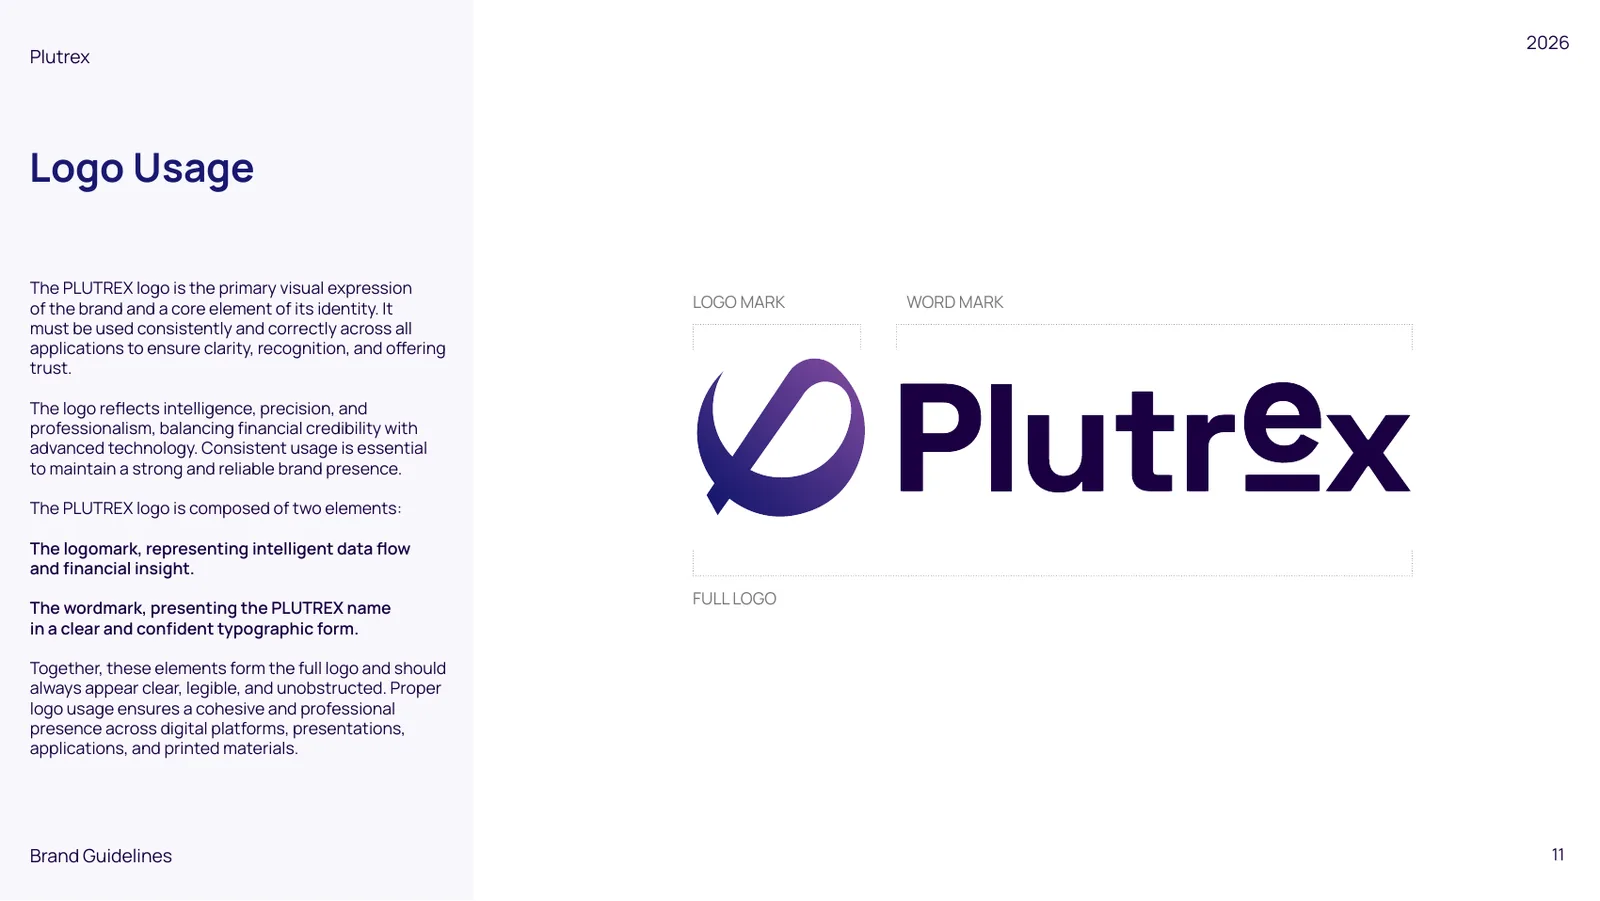 Plutrex
2026
Logo Usage
The PLUTREX logo is the primary visual expression
of the brand and a core element of its identity. It
must be used consistently and correctly across all
applications to ensure clarity, recognition, and offering
trust.
The logo reflects intelligence, precision, and
professionalism, balancing financial credibility with
advanced technology. Consistent usage is essential
to maintain a strong and reliable brand presence.
The PLUTREX logo is composed of two elements:
The logomark, representing intelligent data flow
and financial insight.
The wordmark, presenting the PLUTREX name
in a clear and confident typographic form.
Together, these elements form the full logo and should
always appear clear, legible, and unobstructed. Proper
logo usage ensures a cohesive and professional
presence across digital platforms, presentations,
applications, and printed materials.
LOGO MARK
WORD MARK
Plutrex
FULL LOGO
Brand Guidelines
11